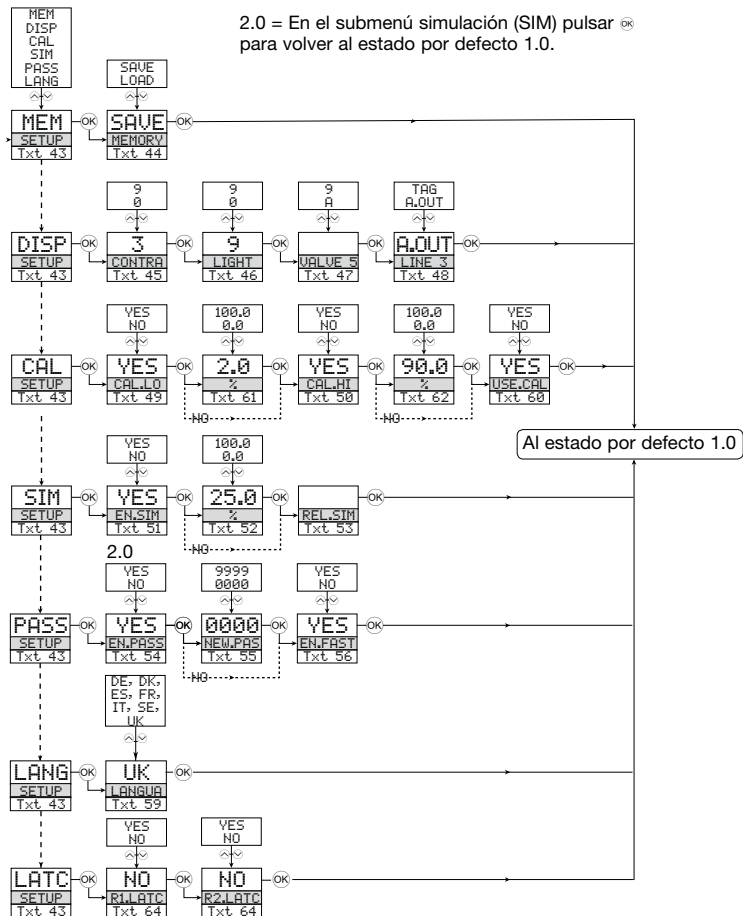 2.0 = En el submenú simulación (SIM) pulsar OK
para volver al estado por defecto 1.0.
MEM
DISP
CAL
SIM
PASS
LANG
SAVE
LOAD
MEM OK SAVE OK
SETUP MEMORY
Txt 43 Txt 44
9 9 9 TAG
0 0 A A.OUT
DISP OK 3 OK 9 OK OK A.OUT OK
SETUP CONTRA LIGHT VALVE 5 LINE 3
Txt 43 Txt 45 Txt 46 Txt 47 Txt 48
YES 100.0 YES 100.0 YES
NO 0.0 NO 0.0 NO
CAL OK YES OK 2.0 OK YES OK 90.0 OK YES OK
SETUP CAL.LO % CAL.HI % USE.CAL
Txt 43 Txt 49 Txt 61 Txt 50 Txt 62 Txt 60
NO NO
Al estado por defecto 1.0
YES 100.0
NO 0.0
SIM OK YES OK 25.0 OK OK
SETUP EN.SIM % REL.SIM
Txt 43 Txt 51 Txt 52 Txt 53
NO
2.0
YES 9999 YES
NO 0000 NO
PASS OK YES OK 0000 OK YES OK
SETUP EN.PASS NEW.PAS EN.FAST
Txt 43 Txt 54 Txt 55 Txt 56
NO
DE, DK,
ES, FR,
IT, SE,
UK
LANG OK UK OK
SETUP LANGUA
Txt 43 Txt 59
YES YES
NO NO
LATC OK NO OK NO OK
SETUP R1.LATC R2.LATC
Txt 43 Txt 64 Txt 64